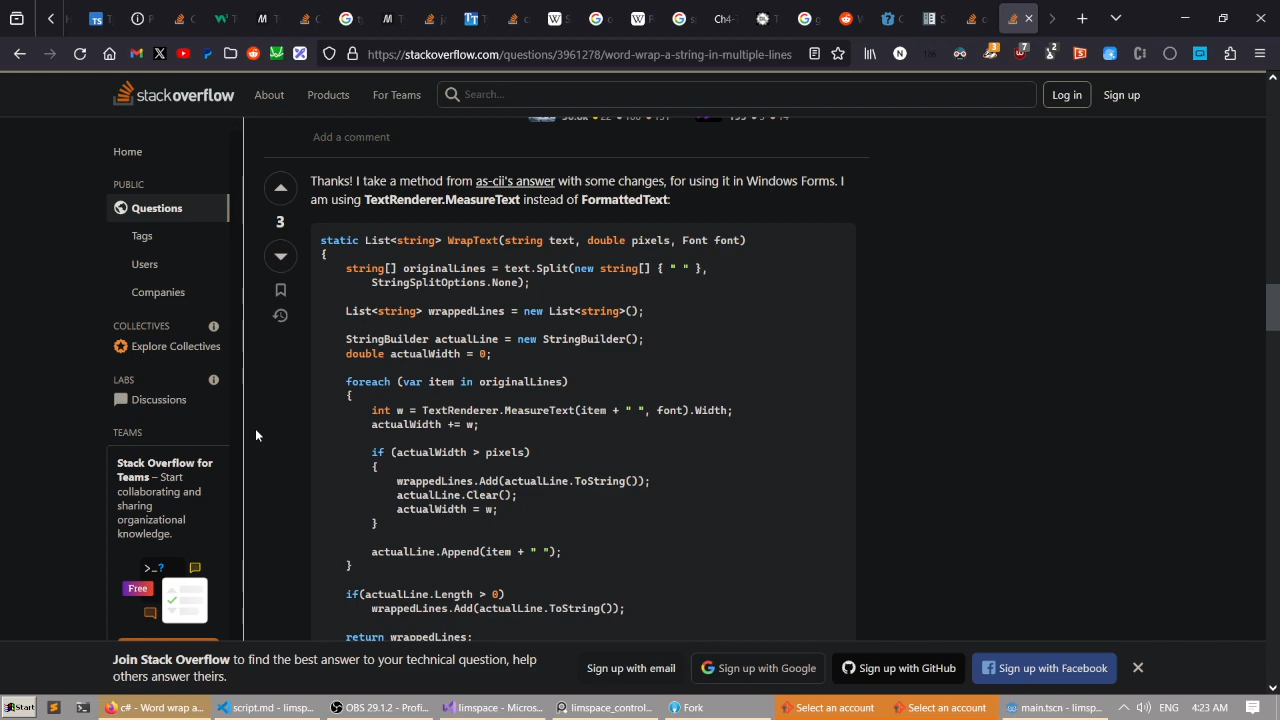 TS T
P
C
W T
M T
C
t
M T
ja
T
c
W S
o
W F
s
Ch4-
T
g
C
S
c
https://stackoverflow.com/questions/3961278/word-wrap-a-string-in-multiple-lines
stackoverflow
About
Products
For Teams
Search...
Log in
Sign up
Add a comment
Home
PUBLIC
Questions
Tags
Users
Companies
COLLECTIVES
Explore Collectives
LABS
Discussions
TEAMS
Stack Overflow for
Teams – Start
collaborating and
sharing
organizational
knowledge.
>_?
Free
3
Thanks! I take a method from as-cii's answer with some changes, for using it in Windows Forms. I
am using TextRenderer.MeasureText instead of FormattedText:
static List<string> WrapText(string text, double pixels, Font font)
{
string[] originalLines = text.Split(new string[] { " " },
StringSplitOptions.None);
List<string> wrappedLines = new List<string>();
StringBuilder actualLine = new StringBuilder();
double actualWidth = 0;
foreach (var item in originalLines)
{
int w = TextRenderer.MeasureText(item + " ", font).Width;
actualWidth += w;
if (actualWidth > pixels)
{
wrappedLines.Add(actualLine.ToString());
actualLine.Clear();
actualWidth = w;
}
actualLine.Append(item + " ");
}
if(actualLine.Length > 0)
wrappedLines.Add(actualLine.ToString());
return wrappedLines;
Join Stack Overflow to find the best answer to your technical question, help
others answer theirs.
Sign up with email
Sign up with Google
Sign up with GitHub
Sign up with Facebook
Start
c# - Word wrap a...
script.md - limsp...
OBS 29.1.2 - Profi...
limspace - Micros...
limspace_control...
Fork
Select an account
Select an account
main.tscn - limsp...
ENG
4:23 AM